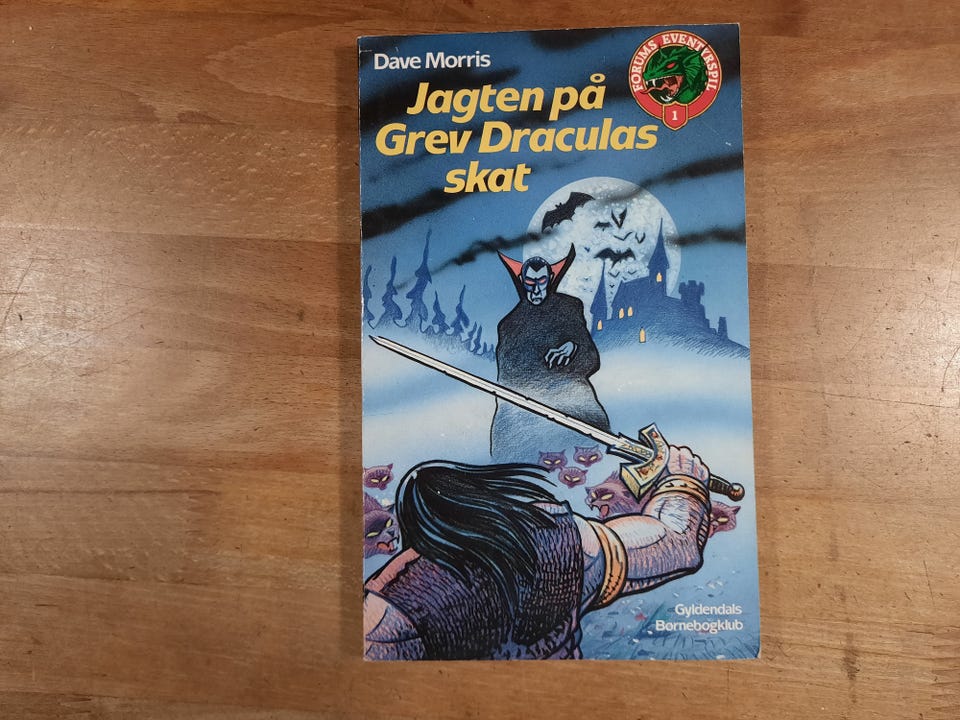 Dave Morris
Jagten på
Grev Draculas
skat
FORUMS EVENTYRSPIL
1
Gyldendals
Børnebogklub